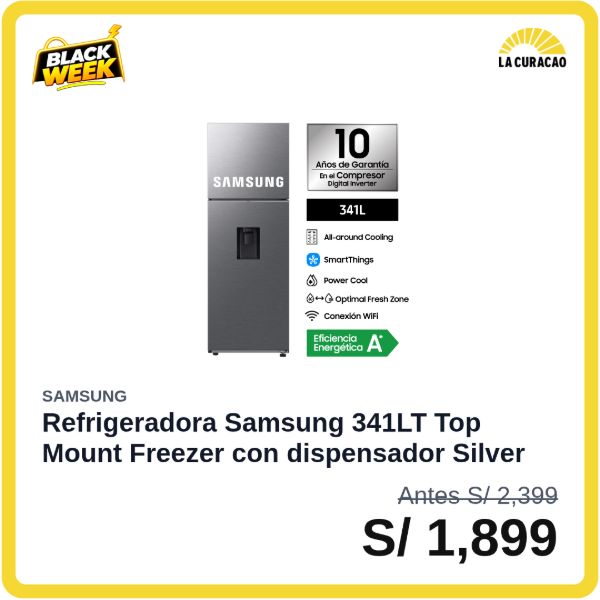 BLACK
WEEK
LA CURACAO
SAMSUNG
10
Años de Garantía
En el Compresor
Digital Inverter
341L
All-around Cooling
SmartThings
Power Cool
Optimal Fresh Zone
Conexión WiFi
Eficiencia
Energética A+
SAMSUNG
Refrigeradora Samsung 341LT Top
Mount Freezer con dispensador Silver
Antes S/ 2,399
S/ 1,899